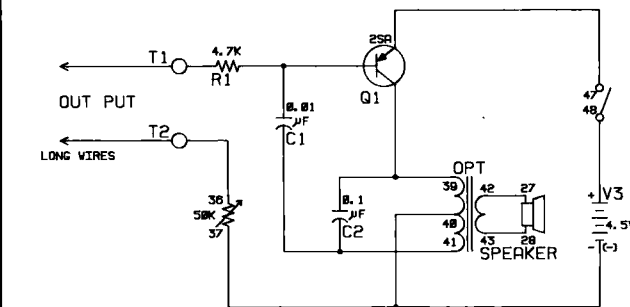 T1
4.7K
R1
2SA
Q1
OUT PUT
0.01
µF
C1
T2
LONG WIRES
47
48
OPT
36
50K
37
0.1
µF
C2
39
40
41
42
43
27
28
SPEAKER
+
V3
4.5V
- (-)